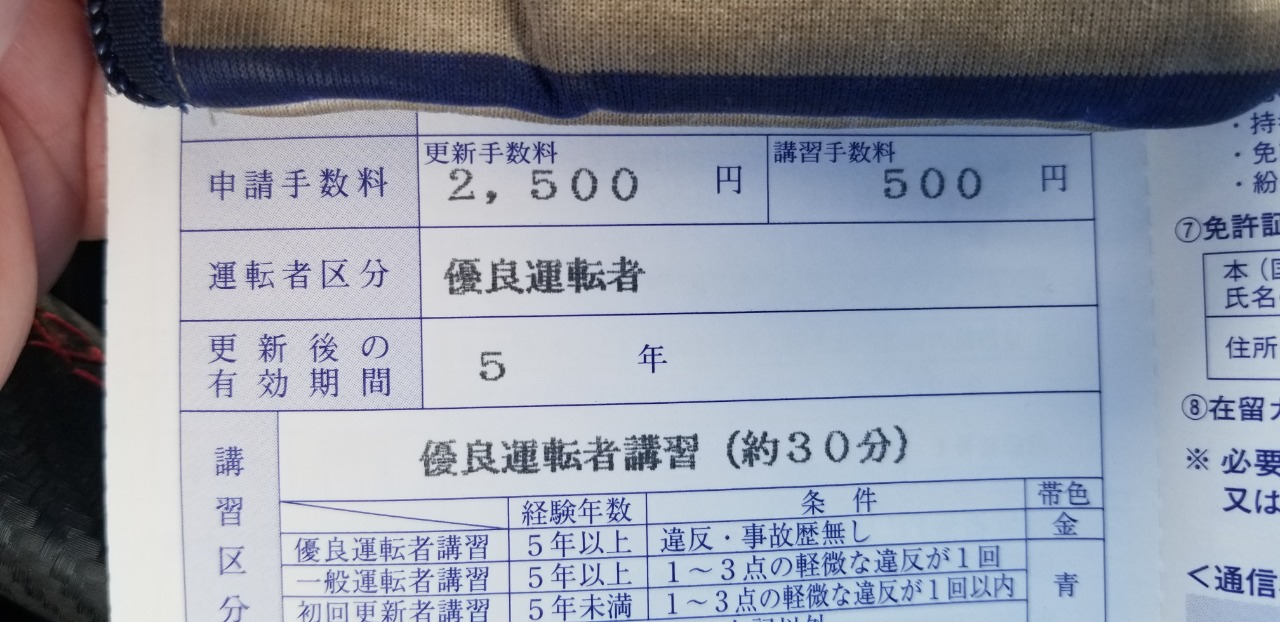 申請手数料
更新手数料
2,500 円
講習手数料
500 円
運転者区分
優良運転者
更新後の
有効期間
5 年
講習区分
優良運転者講習(約30分)
経験年数 条件 帯色
優良運転者講習 5年以上 違反・事故歴無し 金
一般運転者講習 5年以上 1～3点の軽微な違反が1回 青
初回更新者講習 5年未満 1～3点の軽微な違反が1回以内
・持
・免
・紛
⑦免許証
本(
氏名
住所
⑧在留
※ 必要
又は
＜通信